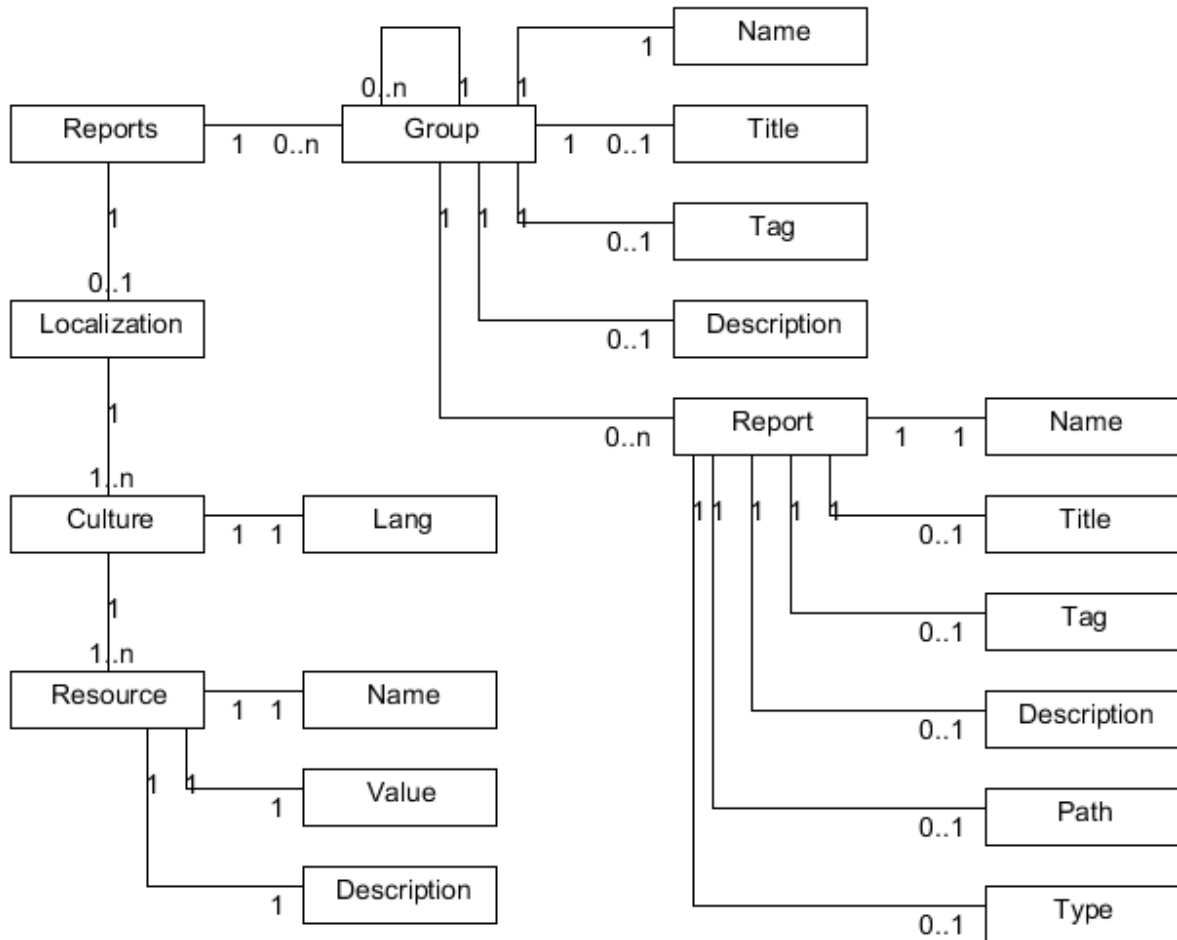 Name
1
0..n 1 1
Reports Group Title
1 0..n 1 0..1
1 1 1 1 Tag
0..1
0..1
Localization Description
0..1
1 Report Name
0..n 1 1
1..n
Culture Lang 1 1 1 1 1 Title
1 1 0..1
1 Tag
0..1
1..n
Resource Name Description
1 1 0..1
1 1 Value Path
1 0..1
Description Type
1 0..1